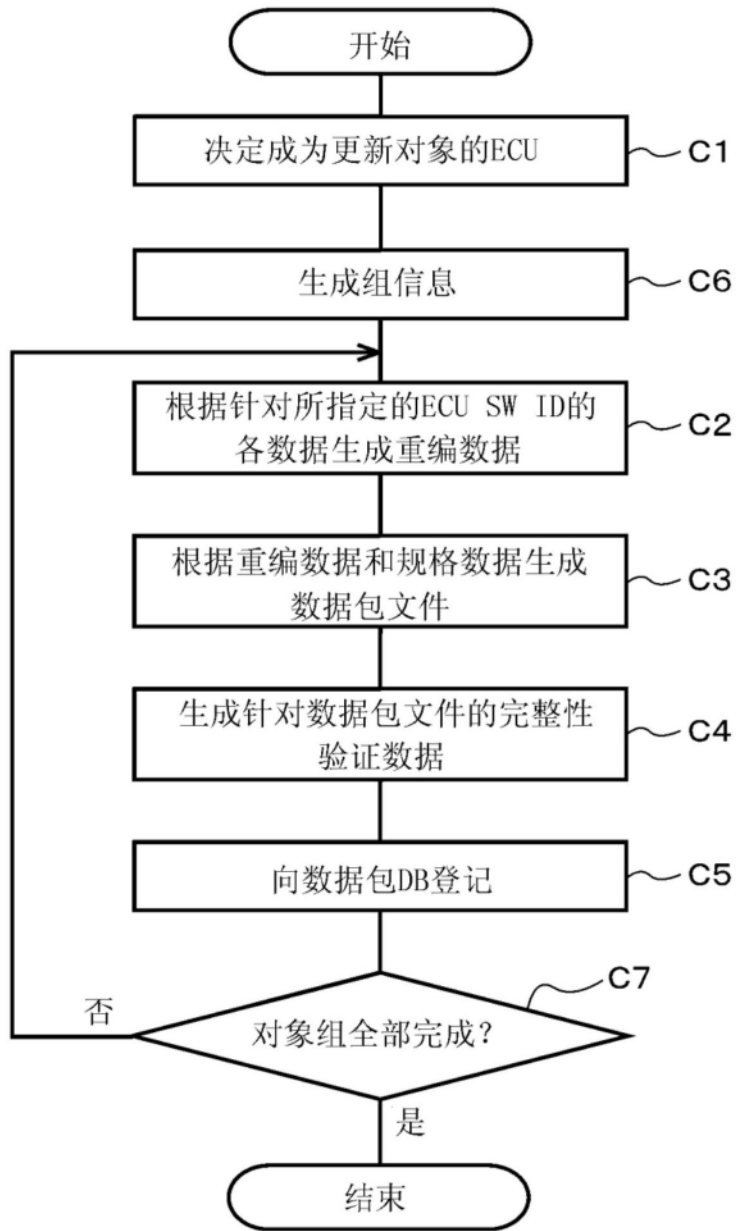 开始
决定成为更新对象的ECU
C1
生成组信息
C6
根据针对所指定的ECU SW ID的
各数据生成重编数据
C2
根据重编数据和规格数据生成
数据包文件
C3
生成针对数据包文件的完整性
验证数据
C4
向数据包DB登记
C5
C7
否
对象组全部完成?
是
结束